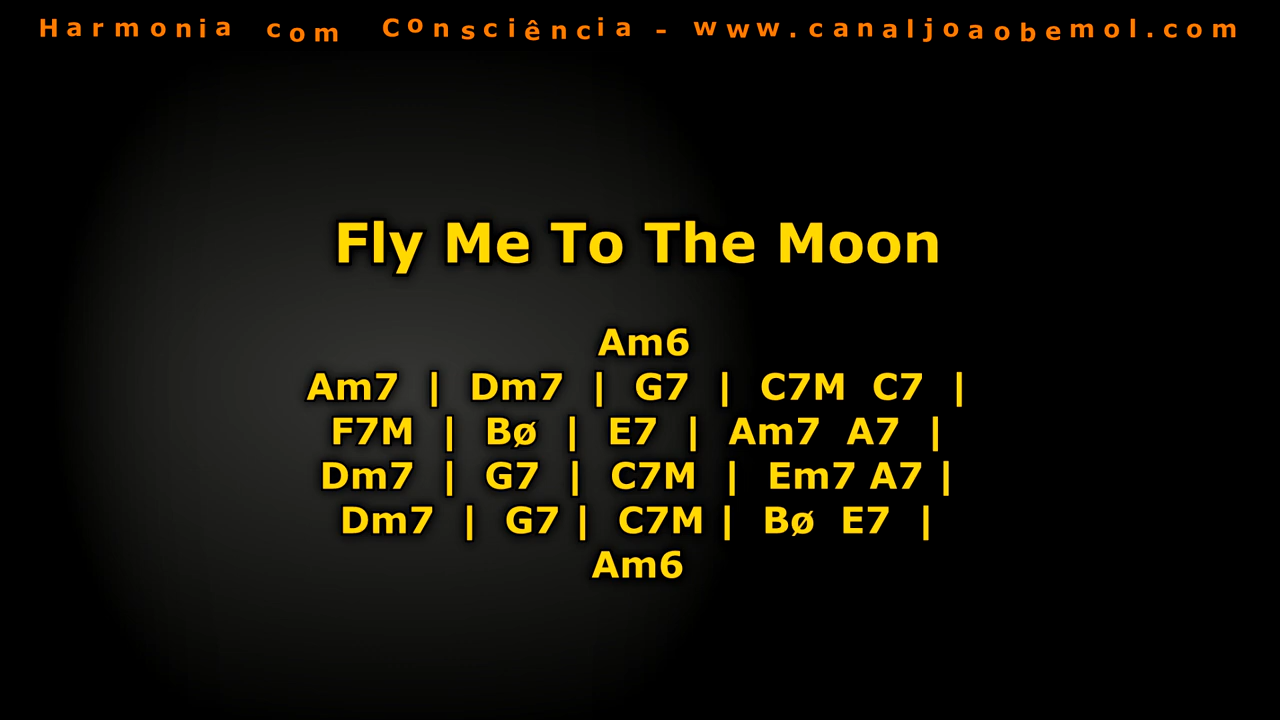 Harmonia com Consciência - www.canaljoaobemol.com
Fly Me To The Moon
Am6
Am7 | Dm7 | G7 | C7M C7 |
F7M | Bø | E7 | Am7 A7 |
Dm7 | G7 | C7M | Em7 A7 |
Dm7 | G7 | C7M | Bø E7 |
Am6